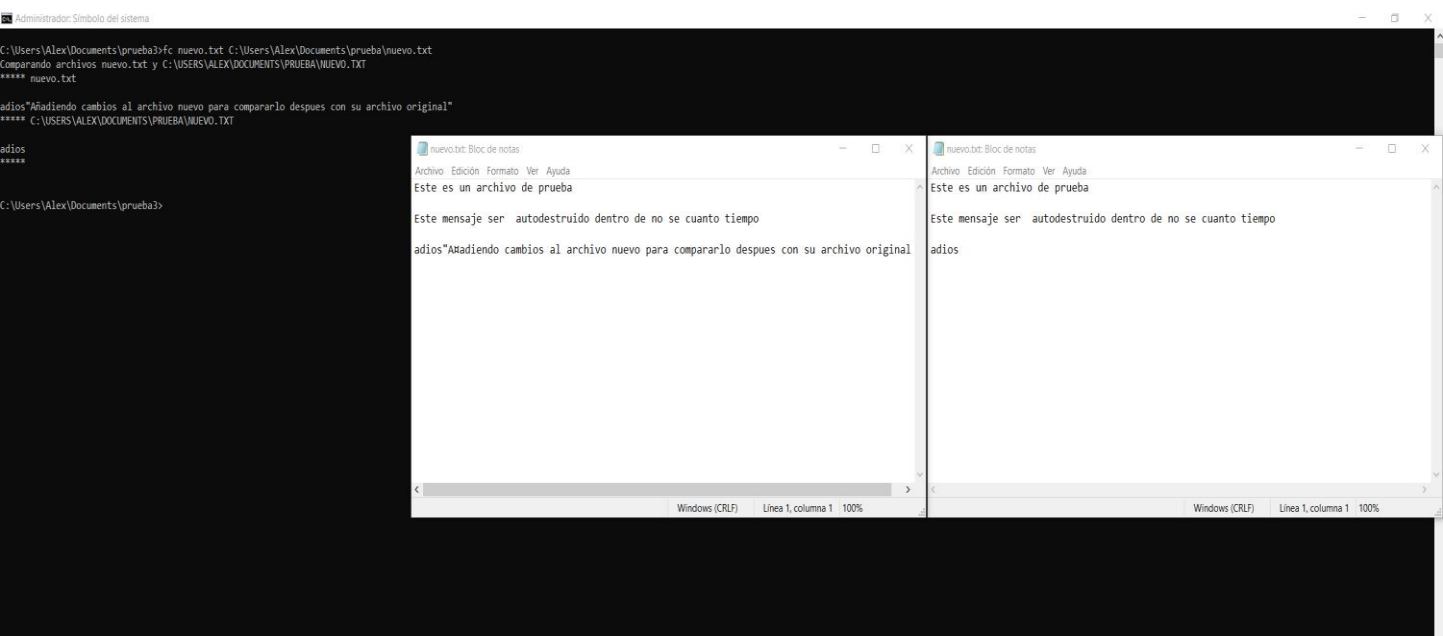 Administrador: Símbolo del sistema
C:\Users\Alex\Documents\prueba3>fc nuevo.txt C:\Users\Alex\Documents\prueba\nuevo.txt
Comparando archivos nuevo.txt y C:\USERS\ALEX\DOCUMENTS\PRUEBA\NUEVO.TXT
***** nuevo.txt
adios"Añadiendo cambios al archivo nuevo para compararlo despues con su archivo original"
***** C:\USERS\ALEX\DOCUMENTS\PRUEBA\NUEVO.TXT
adios
*****
C:\Users\Alex\Documents\prueba3>
nuevo.txt: Bloc de notas
Archivo Edición Formato Ver Ayuda
Este es un archivo de prueba
Este mensaje ser  autodestruido dentro de no se cuanto tiempo
adios"A¤adiendo cambios al archivo nuevo para compararlo despues con su archivo original
Windows (CRLF) Línea 1, columna 1 100%
nuevo.txt: Bloc de notas
Archivo Edición Formato Ver Ayuda
Este es un archivo de prueba
Este mensaje ser  autodestruido dentro de no se cuanto tiempo
adios
Windows (CRLF) Línea 1, columna 1 100%